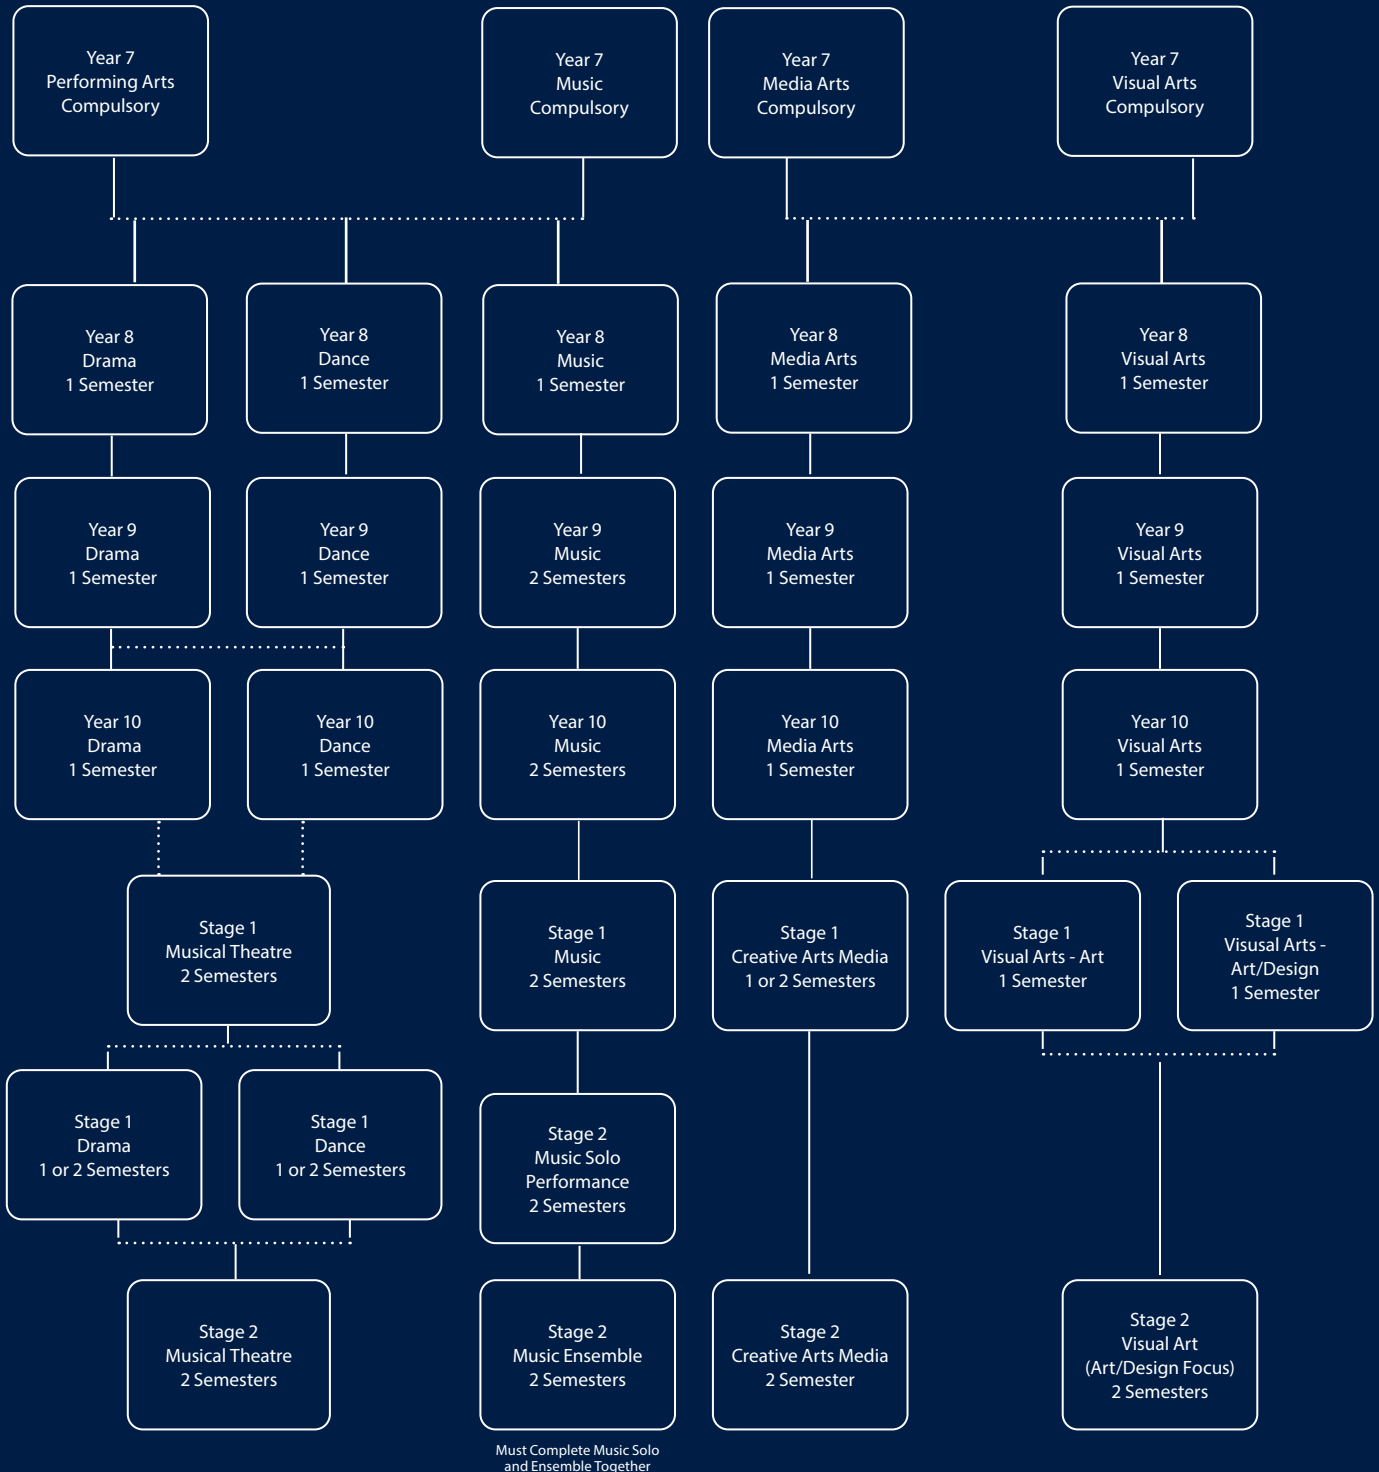 Year 7
Performing Arts
Compulsory
Year 7
Music
Compulsory
Year 7
Media Arts
Compulsory
Year 7
Visual Arts
Compulsory
Year 8
Drama
1 Semester
Year 8
Dance
1 Semester
Year 8
Music
1 Semester
Year 8
Media Arts
1 Semester
Year 8
Visual Arts
1 Semester
Year 9
Drama
1 Semester
Year 9
Dance
1 Semester
Year 9
Music
2 Semesters
Year 9
Media Arts
1 Semester
Year 9
Visual Arts
1 Semester
Year 10
Drama
1 Semester
Year 10
Dance
1 Semester
Year 10
Music
2 Semesters
Year 10
Media Arts
1 Semester
Year 10
Visual Arts
1 Semester
Stage 1
Musical Theatre
2 Semesters
Stage 1
Music
2 Semesters
Stage 1
Creative Arts Media
1 or 2 Semesters
Stage 1
Visual Arts - Art
1 Semester
Stage 1
Visusal Arts -
Art/Design
1 Semester
Stage 1
Drama
1 or 2 Semesters
Stage 1
Dance
1 or 2 Semesters
Stage 2
Music Solo
Performance
2 Semesters
Stage 2
Musical Theatre
2 Semesters
Stage 2
Music Ensemble
2 Semesters
Stage 2
Creative Arts Media
2 Semester
Stage 2
Visual Art
(Art/Design Focus)
2 Semesters
Must Complete Music Solo
and Ensemble Together